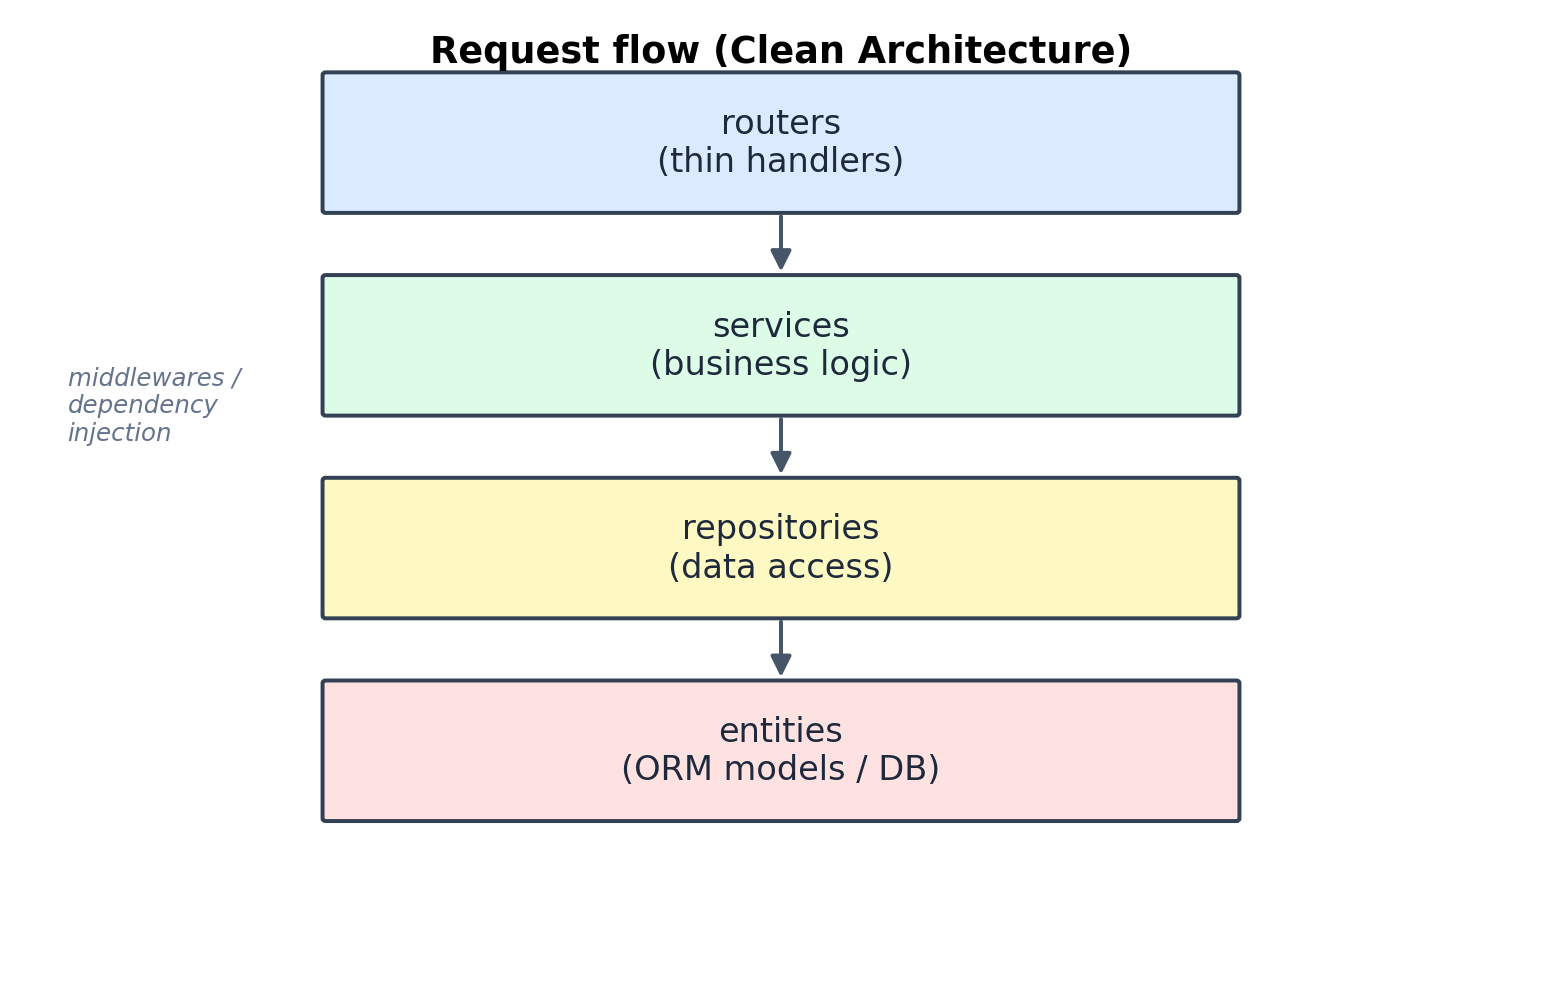 Request flow (Clean Architecture)
routers
(thin handlers)
services
(business logic)
middlewares /
dependency
injection
repositories
(data access)
entities
(ORM models / DB)